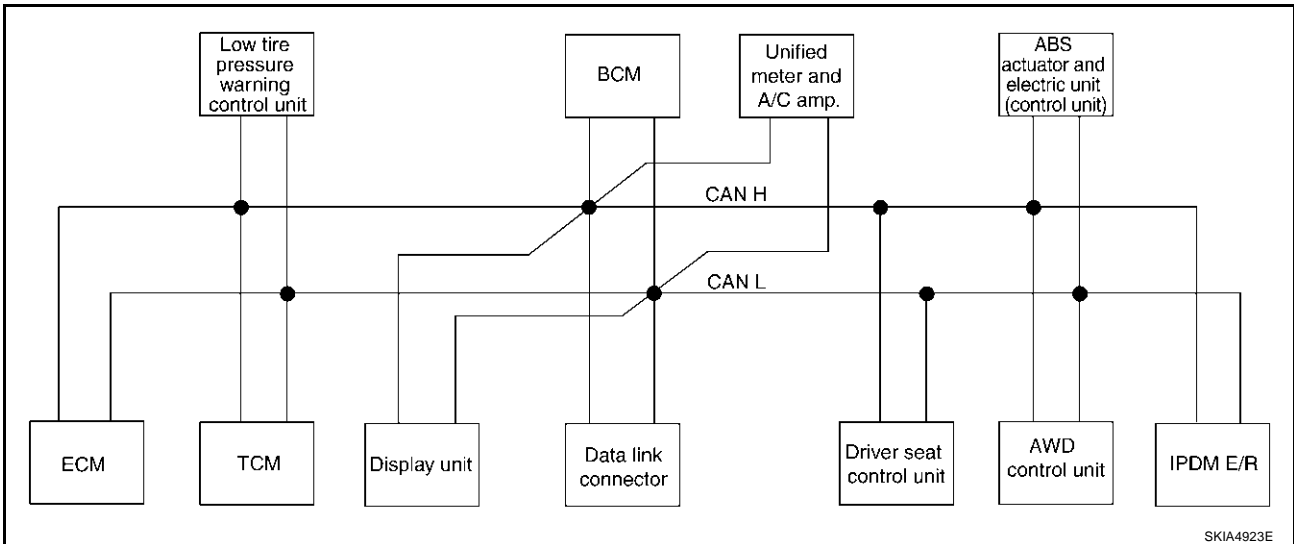 Low tire
pressure
warning
control unit
BCM
Unified
meter and
A/C amp.
ABS
actuator and
electric unit
(control unit)
CAN H
CAN L
ECM
TCM
Display unit
Data link
connector
Driver seat
control unit
AWD
control unit
IPDM E/R
SKIA4923E